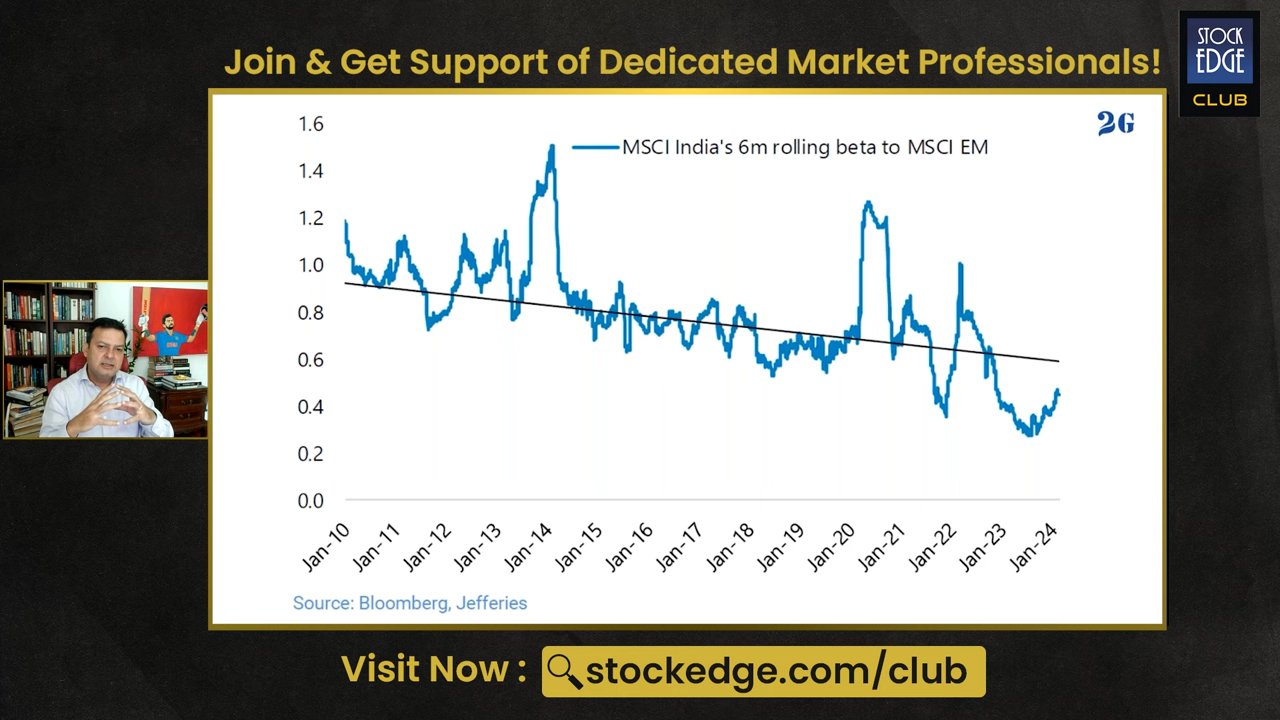 Join & Get Support of Dedicated Market Professionals!
STOCK
EDGE
CLUB
2G
MSCI India's 6m rolling beta to MSCI EM
1.6
1.4
1.2
1.0
0.8
0.6
0.4
0.2
0.0
Jan-10 Jan-11 Jan-12 Jan-13 Jan-14 Jan-15 Jan-16 Jan-17 Jan-18 Jan-19 Jan-20 Jan-21 Jan-22 Jan-23 Jan-24
Source: Bloomberg, Jefferies
Visit Now : stockedge.com/club